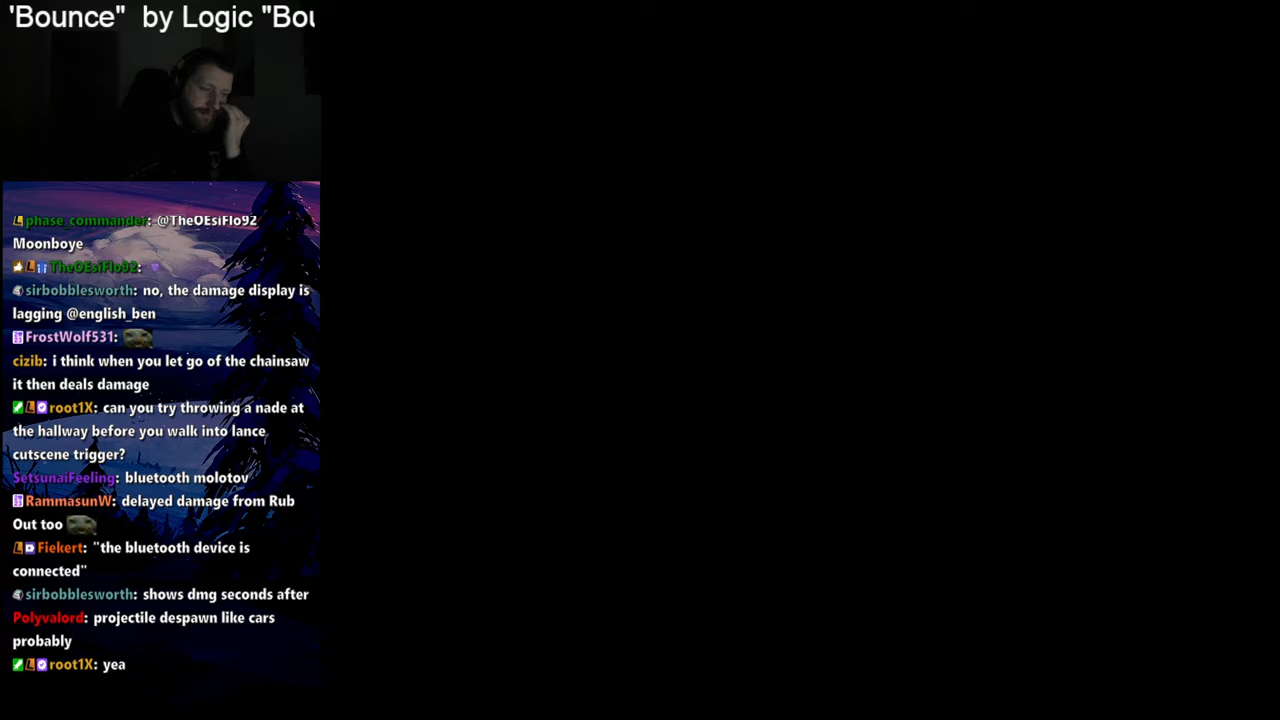 'Bounce"  by Logic "Bou
phase_commander: @TheOEsiFlo92
Moonboye
TheOEsiFlo92:
sirbobblesworth: no, the damage display is
lagging @english_ben
FrostWolf531:
cizib: i think when you let go of the chainsaw
it then deals damage
root1X: can you try throwing a nade at
the hallway before you walk into lance
cutscene trigger?
SetsunaiFeeling: bluetooth molotov
RammasunW: delayed damage from Rub
Out too
Fiekert: "the bluetooth device is
connected"
sirbobblesworth: shows dmg seconds after
Polyvalord: projectile despawn like cars
probably
root1X: yea